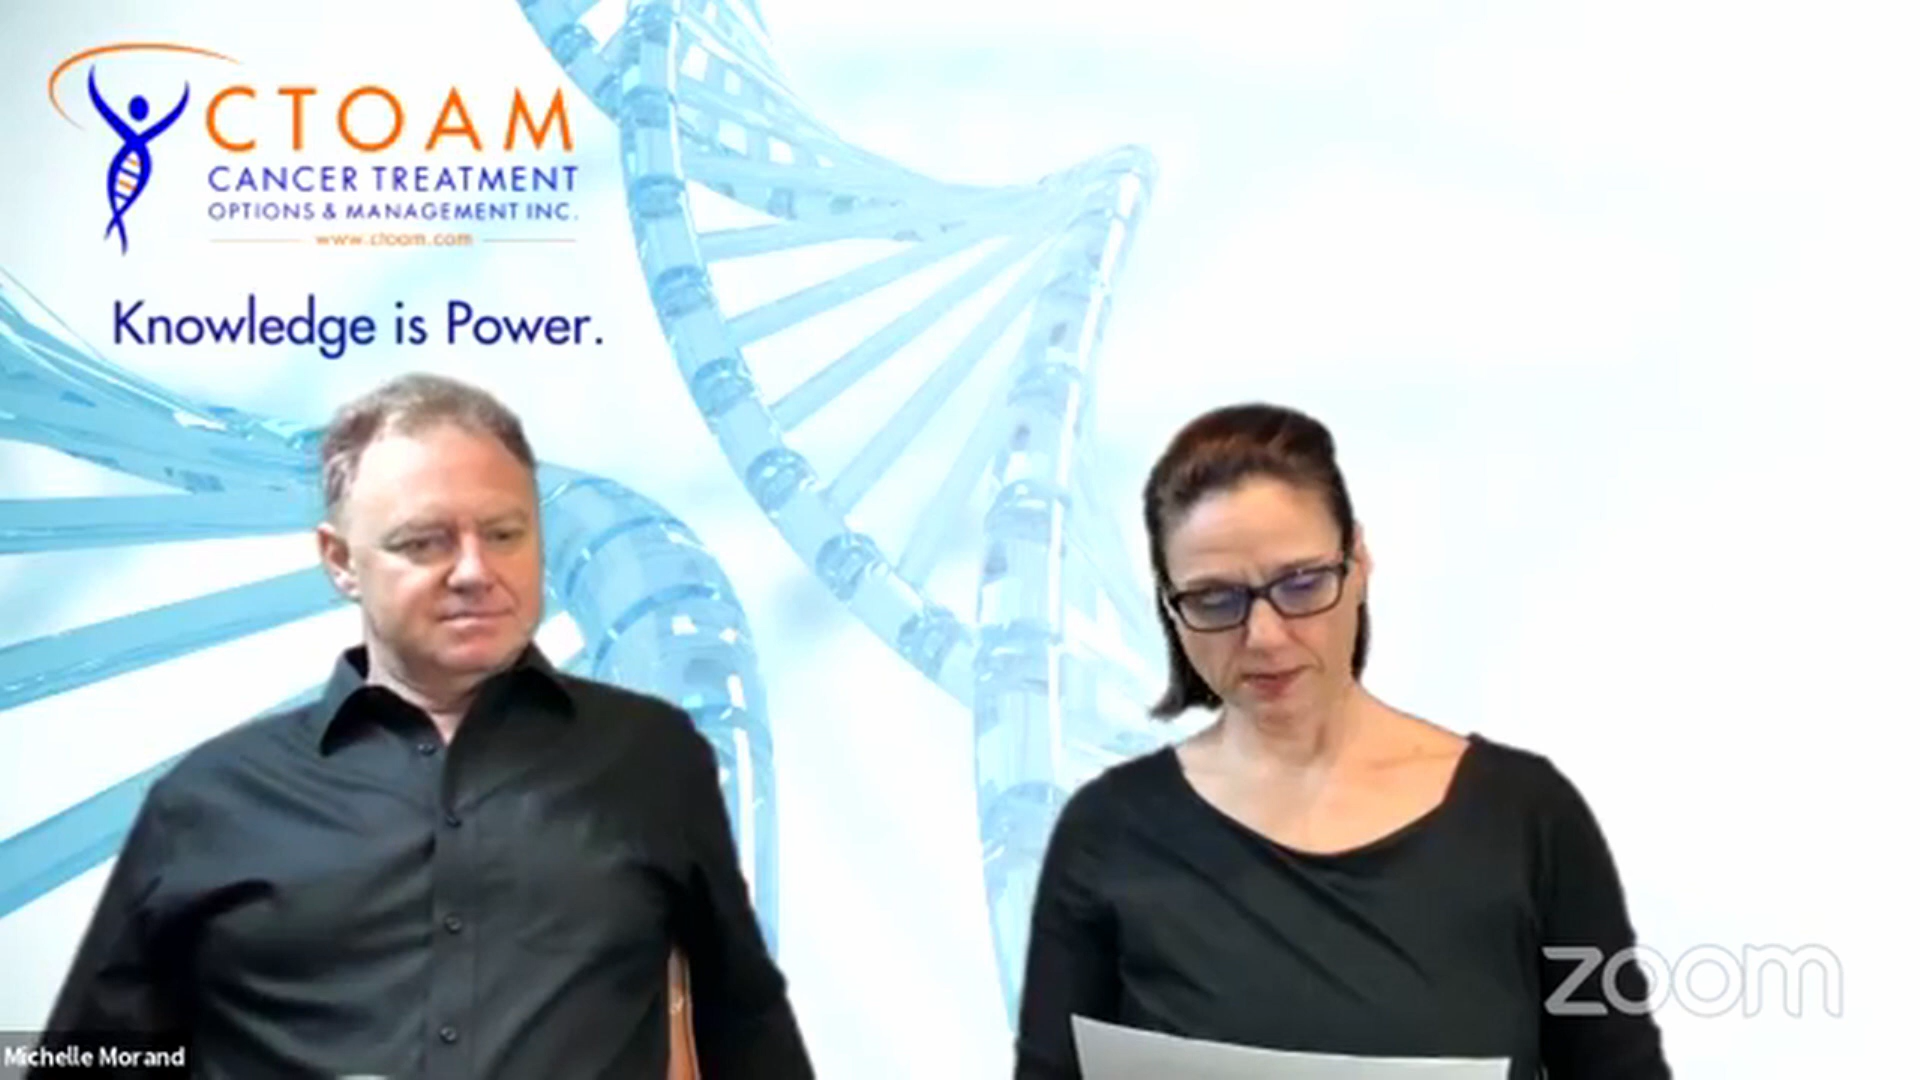 CTOAM
CANCER TREATMENT
OPTIONS & MANAGEMENT INC.
www.ctoam.com
Knowledge is Power.
zoom
Michelle Morand